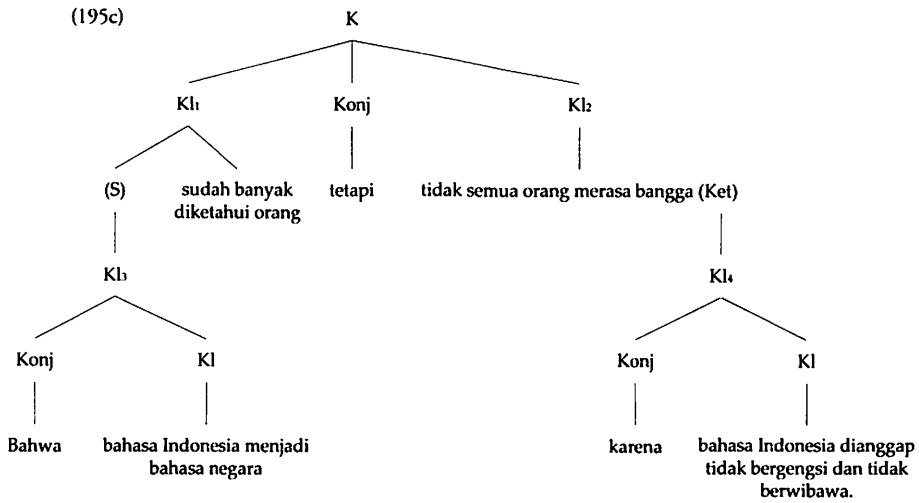 (195c) K
Kl1 Konj Kl2
(S) sudah banyak diketahui orang tetapi tidak semua orang merasa bangga (Ket)
Kl3 Kl4
Konj Kl Konj Kl
Bahwa bahasa Indonesia menjadi bahasa negara karena bahasa Indonesia dianggap tidak bergengsi dan tidak berwibawa.